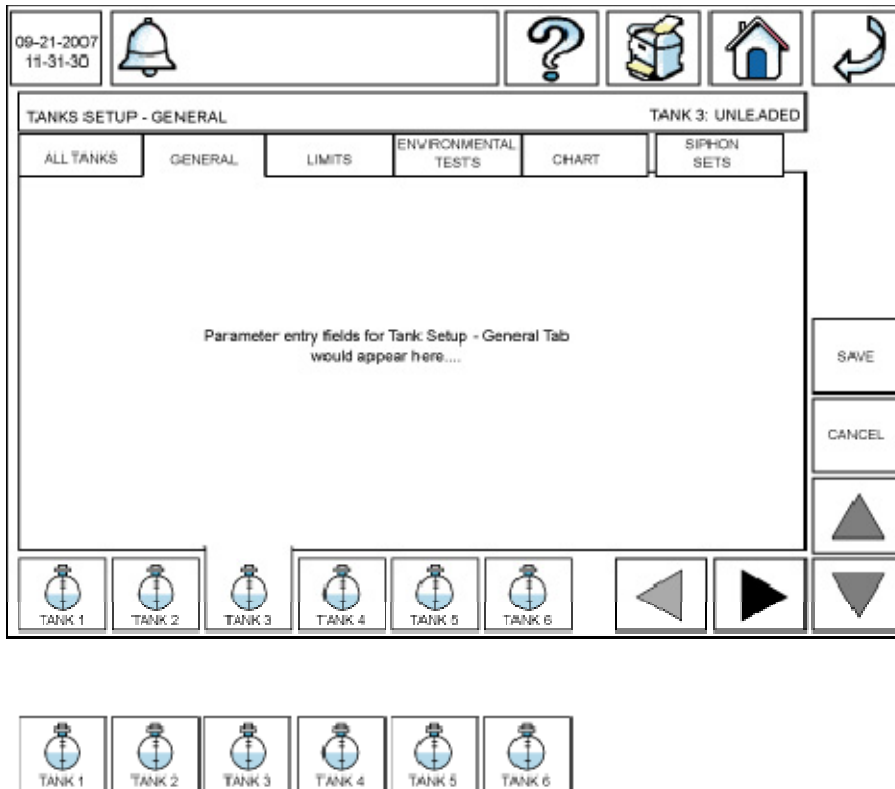 09-21-2007
11-31-30
TANKS SETUP - GENERAL
TANK 3: UNLEADED
ALL TANKS
GENERAL
LIMITS
ENVIRONMENTAL
TESTS
CHART
SIPHON
SETS
Parameter entry fields for Tank Setup - General Tab
would appear here....
SAVE
CANCEL
TANK 1
TANK 2
TANK 3
TANK 4
TANK 5
TANK 6
TANK 1
TANK 2
TANK 3
TANK 4
TANK 5
TANK 6